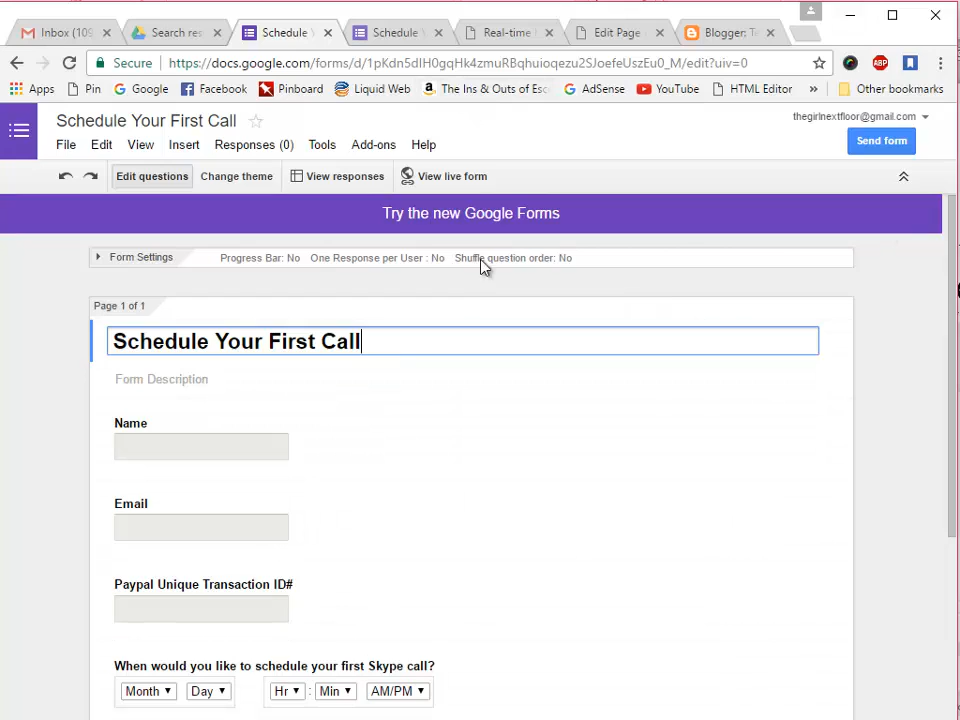 Inbox (109
Search res
Schedule Y
Schedule Y
Real-time
Edit Page
Blogger: T
Secure
https://docs.google.com/forms/d/1pKdn5dIH0gqHk4zmuRBqhuioqezu2SJoefeUszEu0_M/edit?uiv=0
ABP
Apps
Pin
Google
Facebook
Pinboard
Liquid Web
The Ins & Outs of Esc
AdSense
YouTube
HTML Editor
»
Other bookmarks
Schedule Your First Call
thegirlnextfloor@gmail.com
File Edit View Insert Responses (0) Tools Add-ons Help
Send form
Edit questions
Change theme
View responses
View live form
Try the new Google Forms
Form Settings
Progress Bar: No One Response per User : No Shuffle question order: No
Page 1 of 1
Schedule Your First Call
Form Description
Name
Email
Paypal Unique Transaction ID#
When would you like to schedule your first Skype call?
Month Day Hr : Min AM/PM